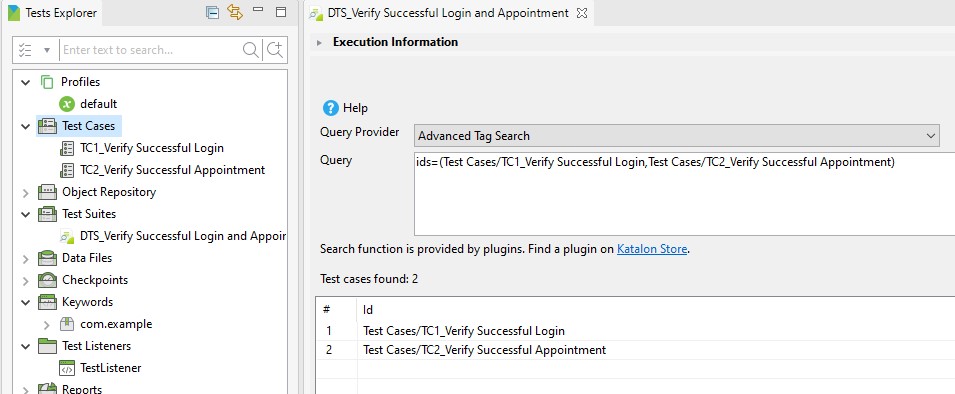 Tests Explorer
Enter text to search...
Profiles
default
Test Cases
TC1_Verify Successful Login
TC2_Verify Successful Appointment
Object Repository
Test Suites
DTS_Verify Successful Login and Appoir
Data Files
Checkpoints
Keywords
com.example
Test Listeners
TestListener
Reports
DTS_Verify Successful Login and Appointment
Execution Information
Help
Query Provider
Advanced Tag Search
Query
ids=(Test Cases/TC1_Verify Successful Login,Test Cases/TC2_Verify Successful Appointment)
Search function is provided by plugins. Find a plugin on Katalon Store.
Test cases found: 2
# Id
1 Test Cases/TC1_Verify Successful Login
2 Test Cases/TC2_Verify Successful Appointment